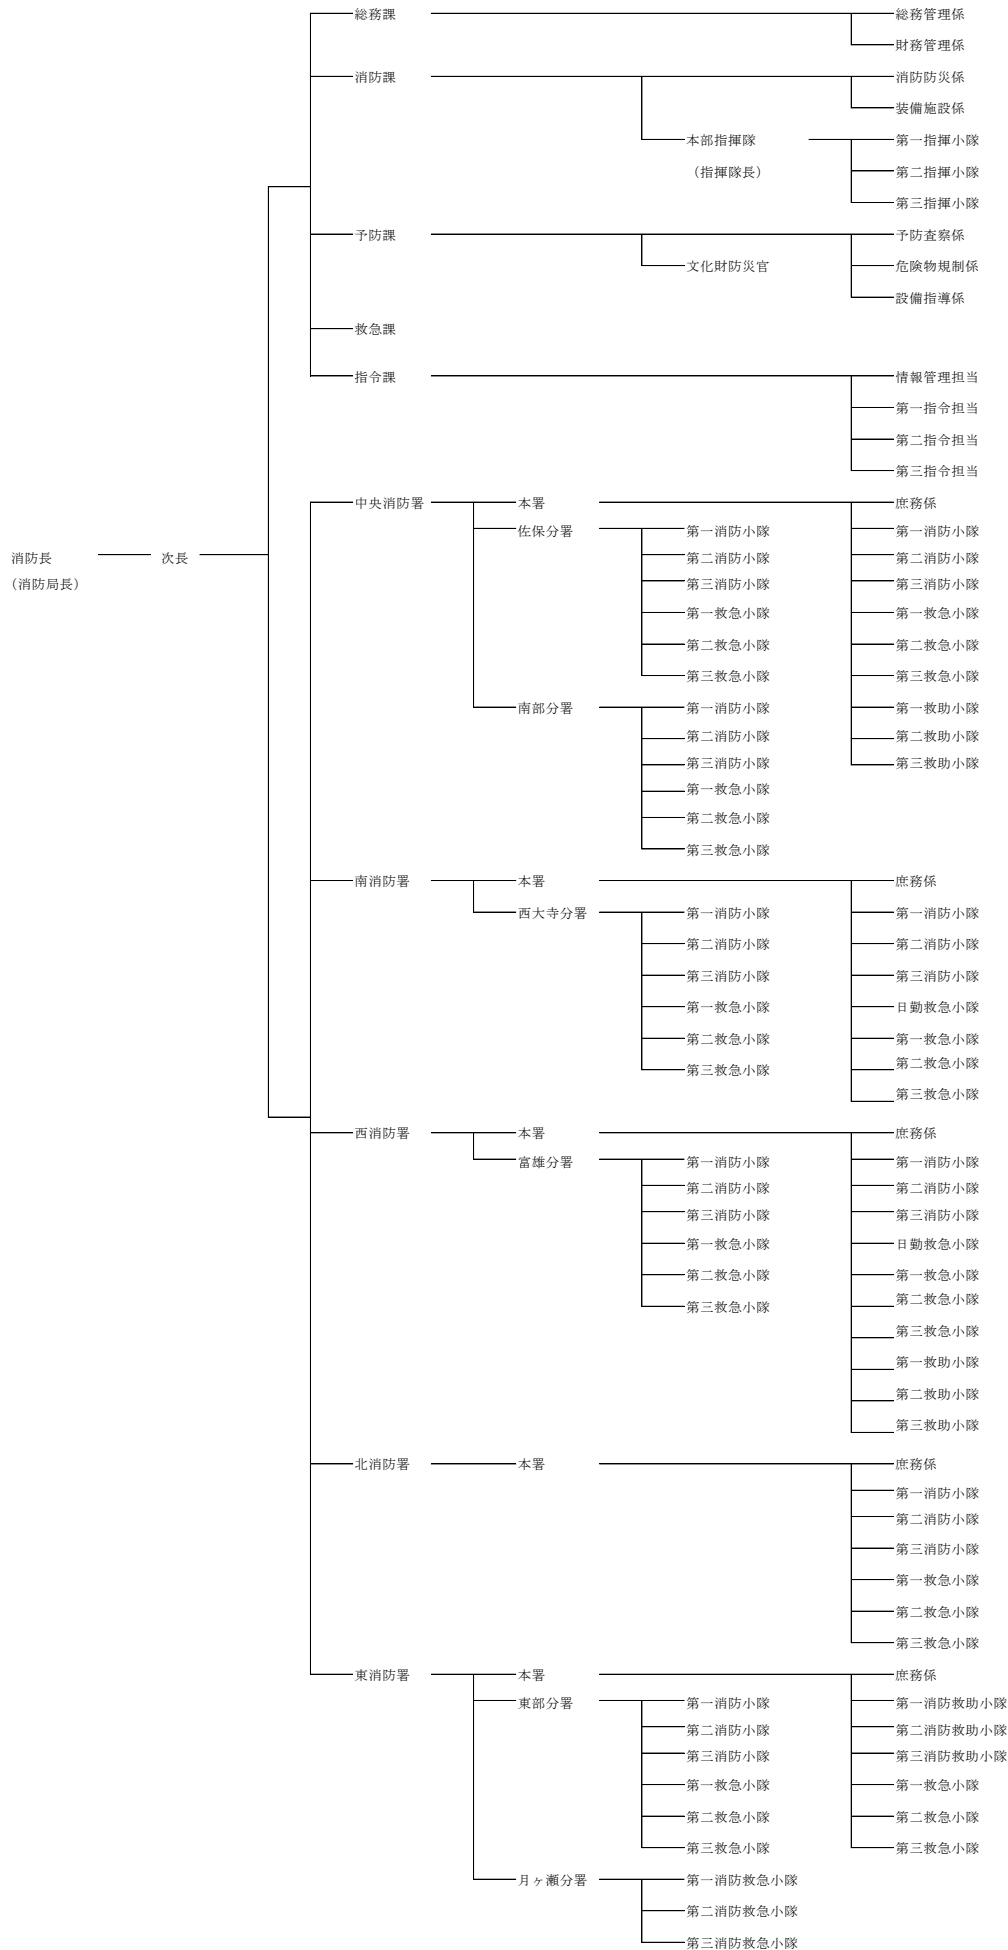 総務課
総務管理係
財務管理係
消防課
消防防災係
装備施設係
本部指揮隊
（指揮隊長）
第一指揮小隊
第二指揮小隊
第三指揮小隊
予防課
予防査察係
文化財防災官
危険物規制係
設備指導係
救急課
指令課
情報管理担当
第一指令担当
第二指令担当
第三指令担当
消防長
（消防局長）
次長
中央消防署
本署
庶務係
第一消防小隊
第二消防小隊
第三消防小隊
第一救急小隊
第二救急小隊
第三救急小隊
第一救助小隊
第二救助小隊
第三救助小隊
佐保分署
第一消防小隊
第二消防小隊
第三消防小隊
第一救急小隊
第二救急小隊
第三救急小隊
南部分署
第一消防小隊
第二消防小隊
第三消防小隊
第一救急小隊
第二救急小隊
第三救急小隊
南消防署
本署
庶務係
第一消防小隊
第二消防小隊
第三消防小隊
日勤救急小隊
第一救急小隊
第二救急小隊
第三救急小隊
西大寺分署
第一消防小隊
第二消防小隊
第三消防小隊
第一救急小隊
第二救急小隊
第三救急小隊
西消防署
本署
庶務係
第一消防小隊
第二消防小隊
第三消防小隊
日勤救急小隊
第一救急小隊
第二救急小隊
第三救急小隊
第一救助小隊
第二救助小隊
第三救助小隊
富雄分署
第一消防小隊
第二消防小隊
第三消防小隊
第一救急小隊
第二救急小隊
第三救急小隊
北消防署
本署
庶務係
第一消防小隊
第二消防小隊
第三消防小隊
第一救急小隊
第二救急小隊
第三救急小隊
東消防署
本署
庶務係
第一消防救助小隊
第二消防救助小隊
第三消防救助小隊
第一救急小隊
第二救急小隊
第三救急小隊
東部分署
第一消防小隊
第二消防小隊
第三消防小隊
第一救急小隊
第二救急小隊
第三救急小隊
月ヶ瀬分署
第一消防救急小隊
第二消防救急小隊
第三消防救急小隊